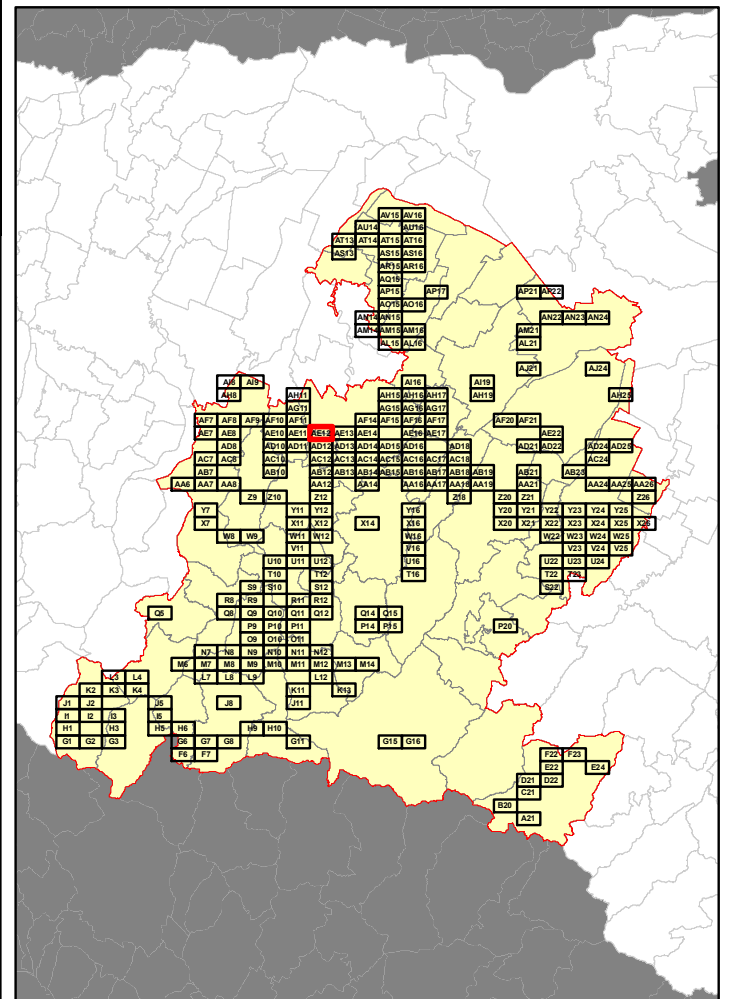 AV15 AV16
AU14 AU16
AT13 AT14 AT15 AT16
AS13 AS15 AS16
AR15 AR16
AQ15
AP15 AP17 AP21 AP22
AO15 AO16
AN14 AN15 AN22 AN23 AN24
AM14 AM15 AM16 AM21
AL15 AL16 AL21
AJ21 AJ24
AI8 AI9 AI16 AI19
AH8 AH11 AH15 AH16 AH17 AH19 AH25
AG11 AG15 AG16 AG17
AF7 AF8 AF9 AF10 AF11 AF14 AF15 AF16 AF17 AF20 AF21
AE7 AE8 AE10 AE11 AE12 AE13 AE14 AE16 AE17 AE22
AD8 AD10 AD11 AD12 AD13 AD14 AD15 AD16 AD18 AD21 AD22 AD24 AD25
AC7 AC8 AC10 AC12 AC13 AC14 AC15 AC16 AC17 AC18 AC24
AB7 AB10 AB12 AB13 AB14 AB15 AB16 AB17 AB18 AB19 AB21 AB23
AA6 AA7 AA8 AA12 AA14 AA16 AA17 AA18 AA19 AA21 AA24 AA25 AA26
Z9 Z10 Z12 Z18 Z20 Z21 Z26
Y7 Y11 Y12 Y16 Y20 Y21 Y22 Y23 Y24 Y25
X7 X11 X12 X14 X16 X20 X21 X22 X23 X24 X25 X26
W8 W9 W11 W12 W16 W22 W23 W24 W25
V11 V16 V23 V24 V25
U10 U11 U12 U16 U22 U23 U24
T10 T12 T16 T22 T23
S9 S10 S12 S22
R8 R9 R11 R12
Q5 Q8 Q9 Q10 Q11 Q12 Q14 Q15
P9 P10 P11 P14 P15 P20
O9 O10 O11
N7 N8 N9 N10 N11 N12
M6 M7 M8 M9 M10 M11 M12 M13 M14
L3 L4 L7 L8 L9 L12
K2 K3 K4 K11 K13
J1 J2 J5 J8 J11
I1 I2 I3 I5
H1 H3 H5 H6 H9 H10
G1 G2 G3 G6 G7 G8 G11 G15 G16
F6 F7 F22 F23
E22 E24
D21 D22
C21
B20
A21